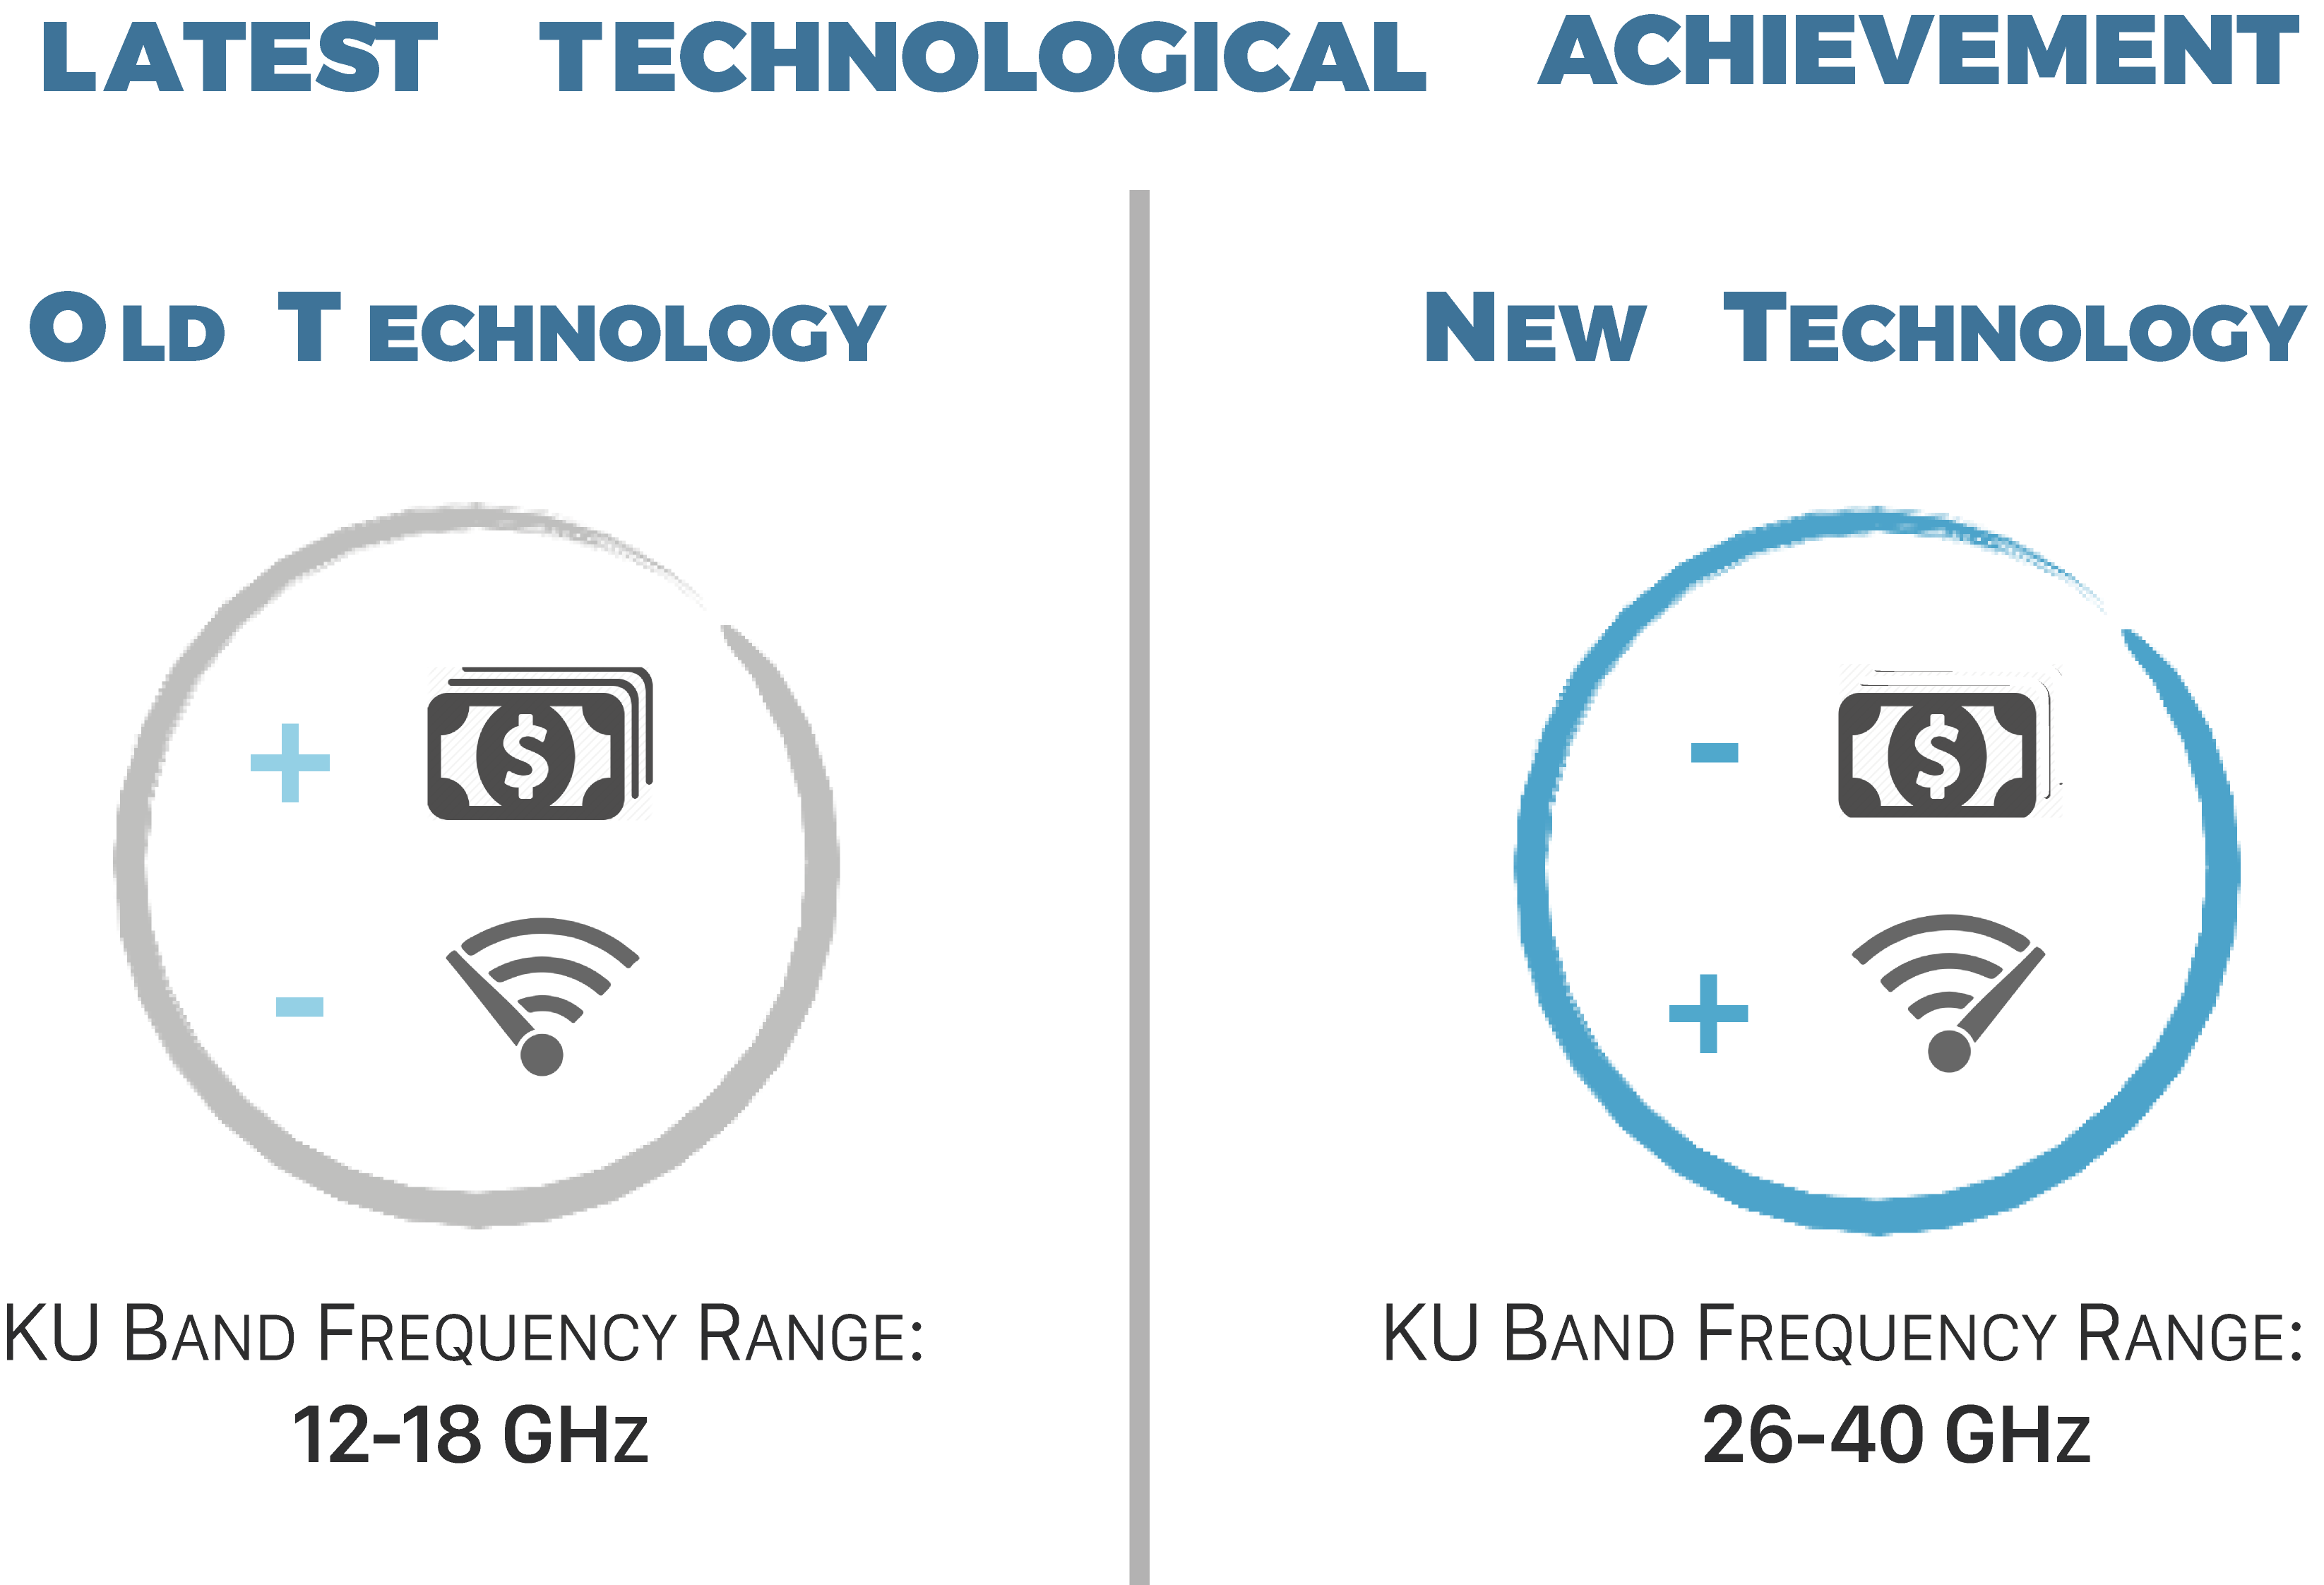 LATEST TECHNOLOGICAL ACHIEVEMENT
OLD TECHNOLOGY
NEW TECHNOLOGY
+ $
- $
-
+
KU BAND FREQUENCY RANGE:
12-18 GHz
KU BAND FREQUENCY RANGE:
26-40 GHz